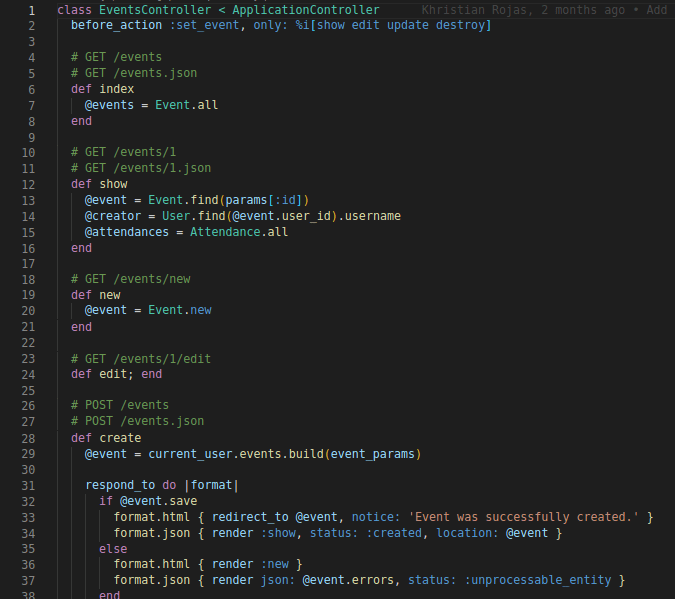 1 class EventsController < ApplicationController Khristian Rojas, 2 months ago • Add
2 before_action :set_event, only: %i[show edit update destroy]
3
4 # GET /events
5 # GET /events.json
6 def index
7 @events = Event.all
8 end
9
10 # GET /events/1
11 # GET /events/1.json
12 def show
13 @event = Event.find(params[:id])
14 @creator = User.find(@event.user_id).username
15 @attendances = Attendance.all
16 end
17
18 # GET /events/new
19 def new
20 @event = Event.new
21 end
22
23 # GET /events/1/edit
24 def edit; end
25
26 # POST /events
27 # POST /events.json
28 def create
29 @event = current_user.events.build(event_params)
30
31 respond_to do |format|
32 if @event.save
33 format.html { redirect_to @event, notice: 'Event was successfully created.' }
34 format.json { render :show, status: :created, location: @event }
35 else
36 format.html { render :new }
37 format.json { render json: @event.errors, status: :unprocessable_entity }
38 end